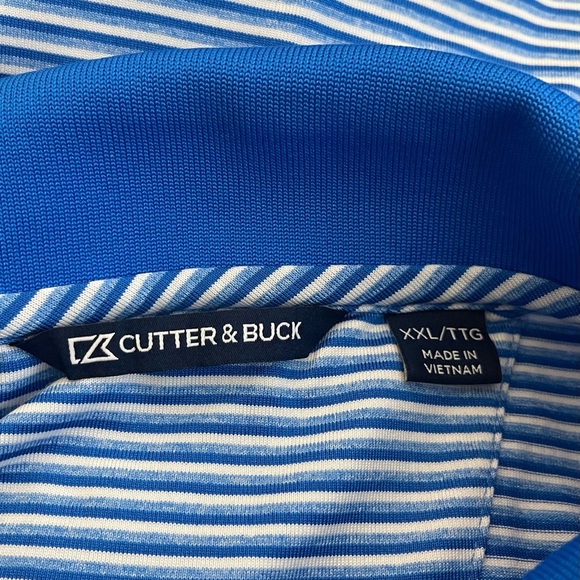 CUTTER & BUCK
XXL/TTG
MADE IN
VIETNAM